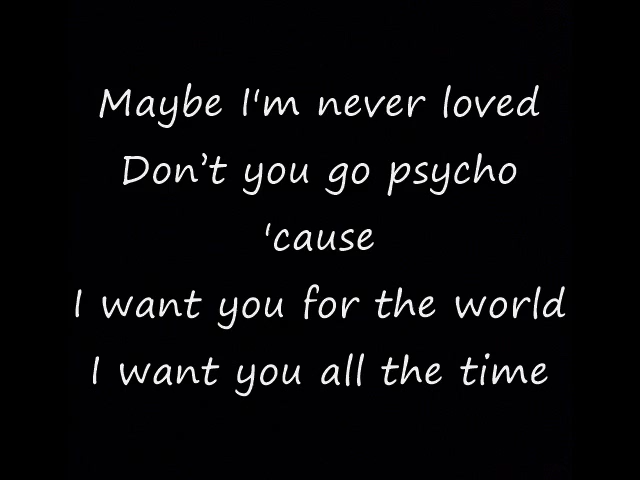 Maybe I'm never loved
Don’t you go psycho
'cause
I want you for the world
I want you all the time